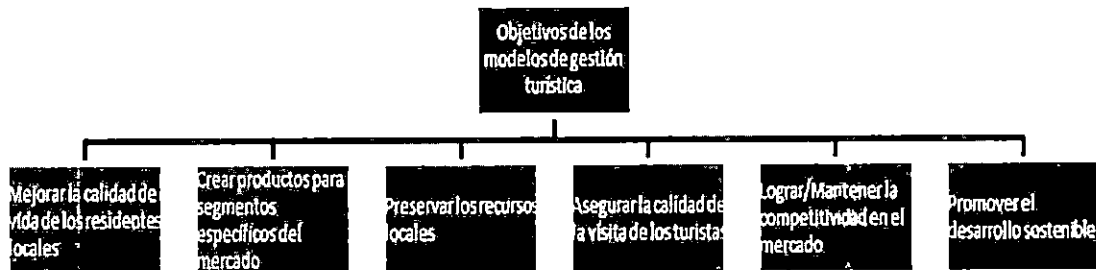 Objetivos de los
modelos de gestión
turística
Mejorar la calidad de
vida de los residentes
locales
Crear productos para
segmentos
específicos del
mercado
Preservar los recursos
locales
Asegurar la calidad de
la visita de los turistas
Lograr/Mantener la
competitividad en el
mercado
Promover el
desarrollo sostenible